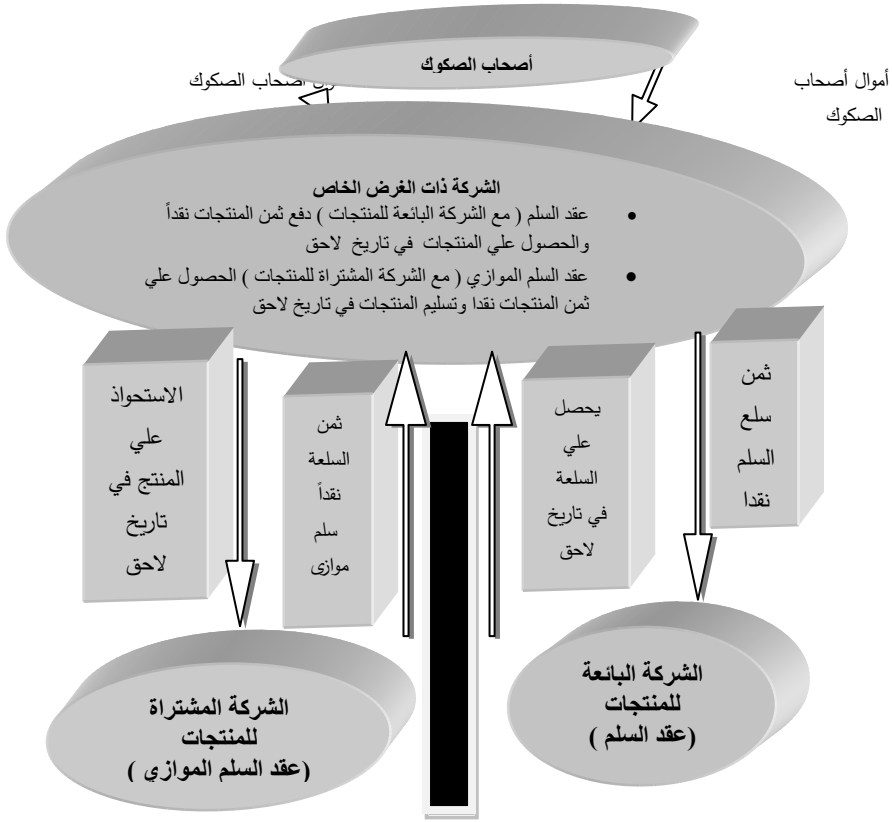 أصحاب الصكوك
أموال أصحاب
الصكوك
أصحاب الصكوك
الشركة ذات الغرض الخاص
• عقد السلم ( مع الشركة البائعة للمنتجات ) دفع ثمن المنتجات نقداً
والحصول علي المنتجات في تاريخ لاحق
• عقد السلم الموازي ( مع الشركة المشتراة للمنتجات ) الحصول علي
ثمن المنتجات نقدا وتسليم المنتجات في تاريخ لاحق
ثمن
سلع
السلم
نقدا
يحصل
علي
السلعة
في تاريخ
لاحق
ثمن
السلعة
نقداً
سلم
موازى
الاستحواذ
علي
المنتج في
تاريخ
لاحق
الشركة البائعة
للمنتجات
(عقد السلم )
الشركة المشتراة
للمنتجات
(عقد السلم الموازي )